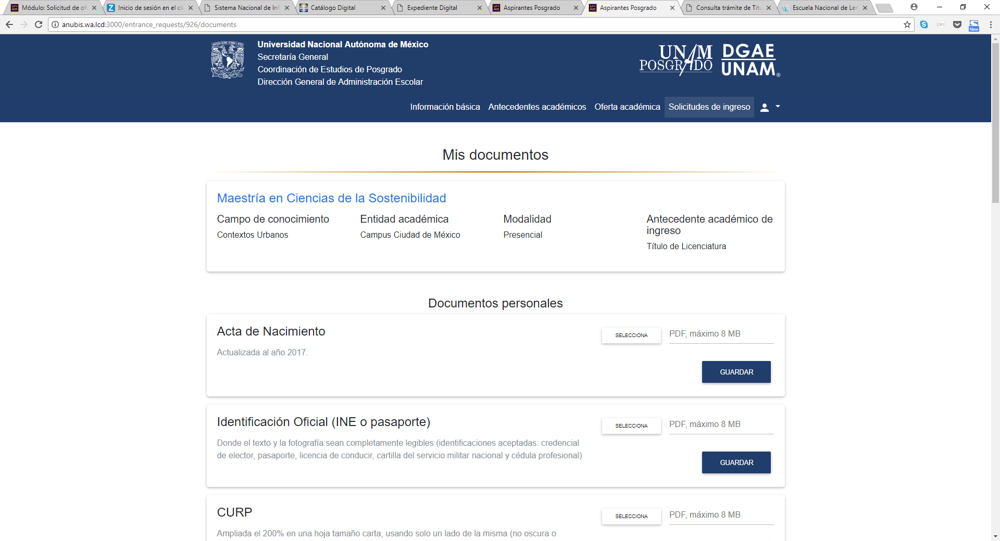 Módulo: Solicitud de of
Inicio de sesión en el cli
Sistema Nacional de Inf
Catálogo Digital
Expediente Digital
Aspirantes Posgrado
Aspirantes Posgrado
Consulta trámite de Titu
Escuela Nacional de Len
anubis.wa.lcd:3000/entrance_requests/926/documents
New
Universidad Nacional Autónoma de México
Secretaría General
Coordinación de Estudios de Posgrado
Dirección General de Administración Escolar
UNAM
POSGRADO
DGAE
UNAM®
Información básica Antecedentes académicos Oferta académica Solicitudes de ingreso
Mis documentos
Maestría en Ciencias de la Sostenibilidad
Campo de conocimiento
Contextos Urbanos
Entidad académica
Campus Ciudad de México
Modalidad
Presencial
Antecedente académico de
ingreso
Título de Licenciatura
Documentos personales
Acta de Nacimiento
SELECCIONA PDF, máximo 8 MB
Actualizada al año 2017.
GUARDAR
Identificación Oficial (INE o pasaporte)
SELECCIONA PDF, máximo 8 MB
Donde el texto y la fotografía sean completamente legibles (identificaciones aceptadas: credencial
de elector, pasaporte, licencia de conducir, cartilla del servicio militar nacional y cédula profesional)
GUARDAR
CURP
SELECCIONA PDF, máximo 8 MB
Ampliada el 200% en una hoja tamaño carta, usando solo un lado de la misma (no oscura o